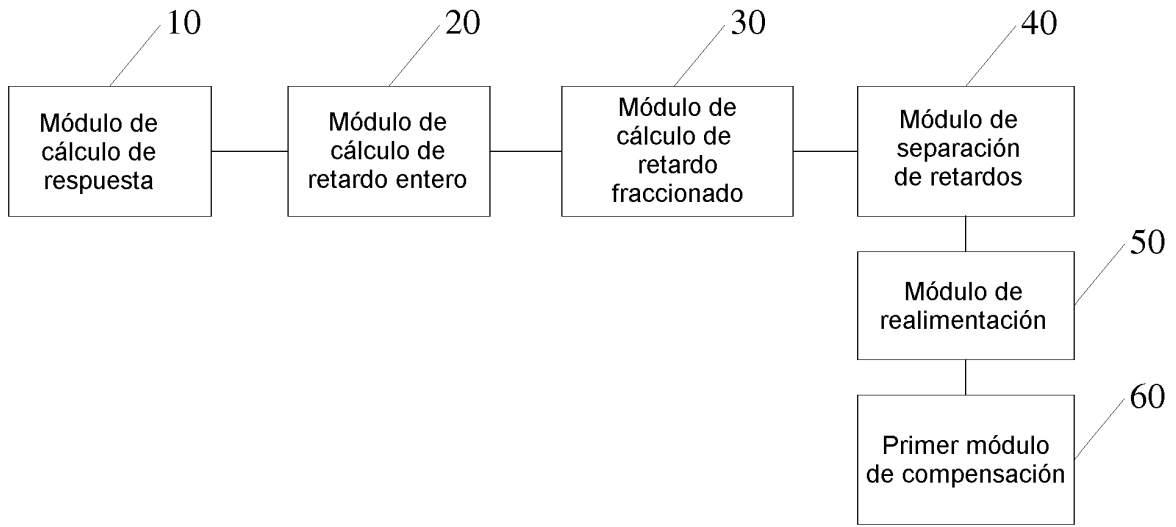 10
20
30
40
Módulo de
cálculo de
respuesta
Módulo de
cálculo de
retardo entero
Módulo de
cálculo de
retardo
fraccionado
Módulo de
separación
de retardos
50
Módulo de
realimentación
60
Primer módulo
de compensación